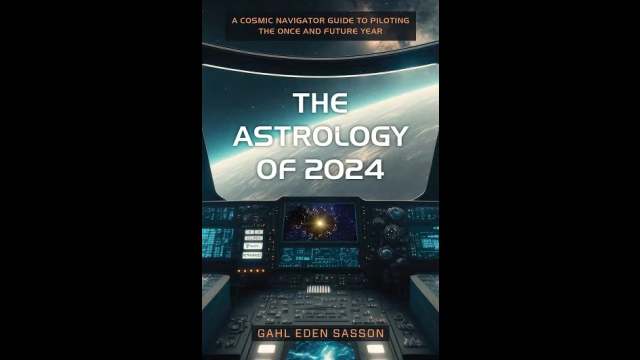 A COSMIC NAVIGATOR GUIDE TO PILOTING
THE ONCE AND FUTURE YEAR
THE
ASTROLOGY
OF 2024
GAHL EDEN SASSON